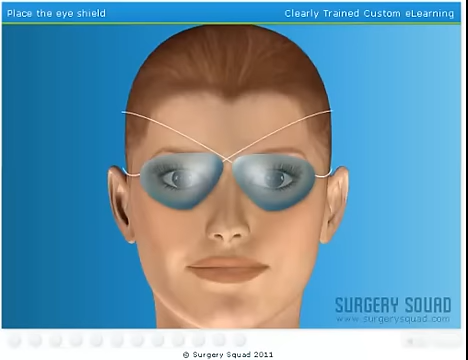 Place the eye shield
Clearly Trained Custom eLearning
SURGERY SQUAD
www.surgerysquad.com
© Surgery Squad 2011